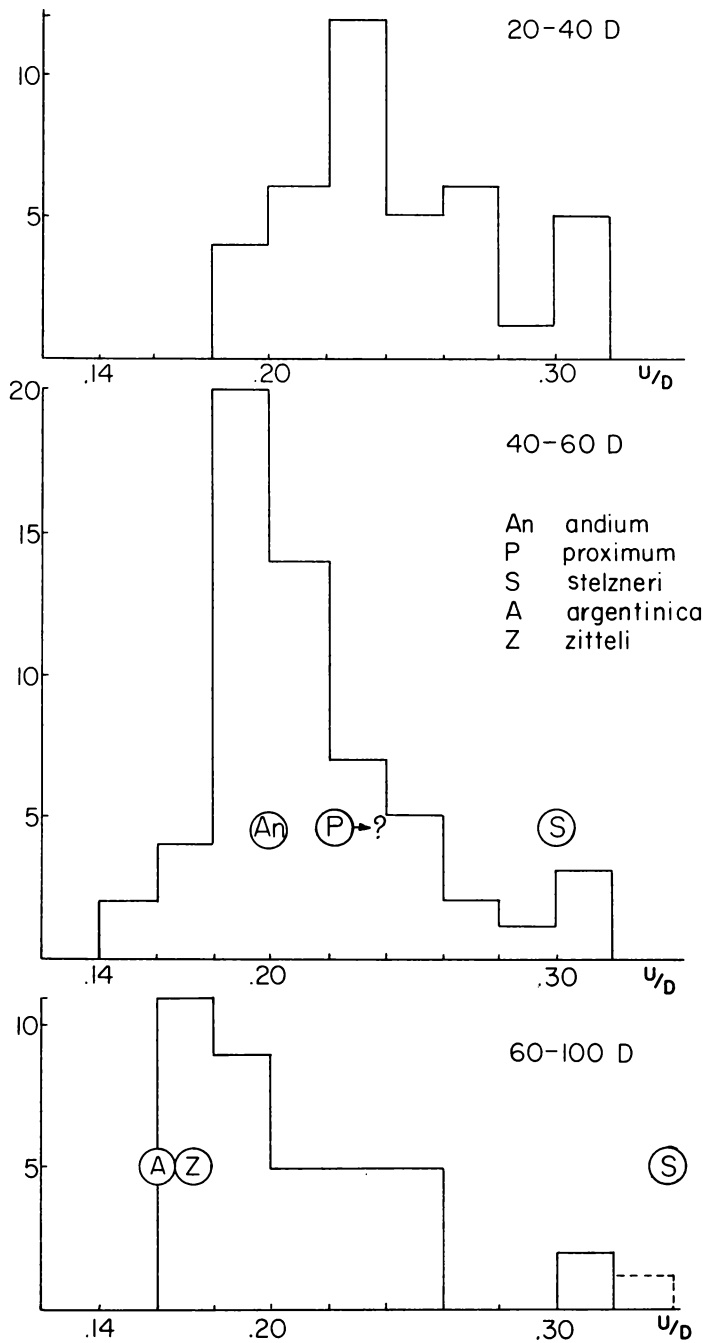 20-40 D
10
5
.14 .20 .30 U/D
20
40-60 D
An andium
15
P proximum
S stelzneri
A argentinica
Z zitteli
10
5
An P ? S
.14 .20 .30 U/D
10
60-100 D
5
A Z S
.14 .20 .30 U/D